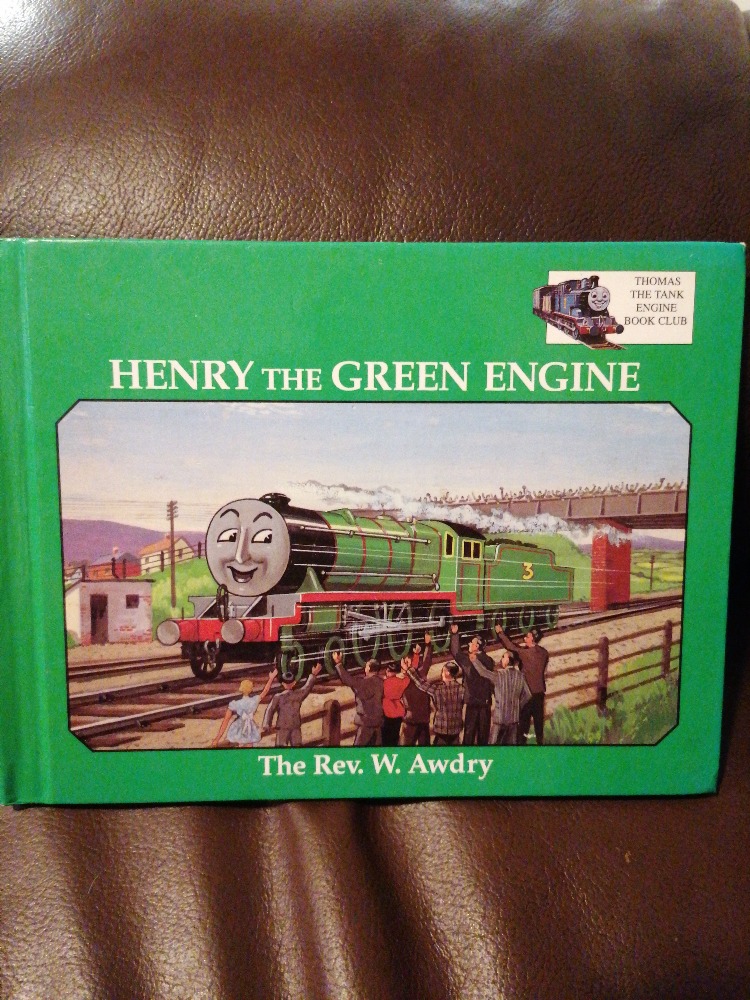 THOMAS
THE TANK
ENGINE
BOOK CLUB
HENRY THE GREEN ENGINE
3
The Rev. W. Awdry